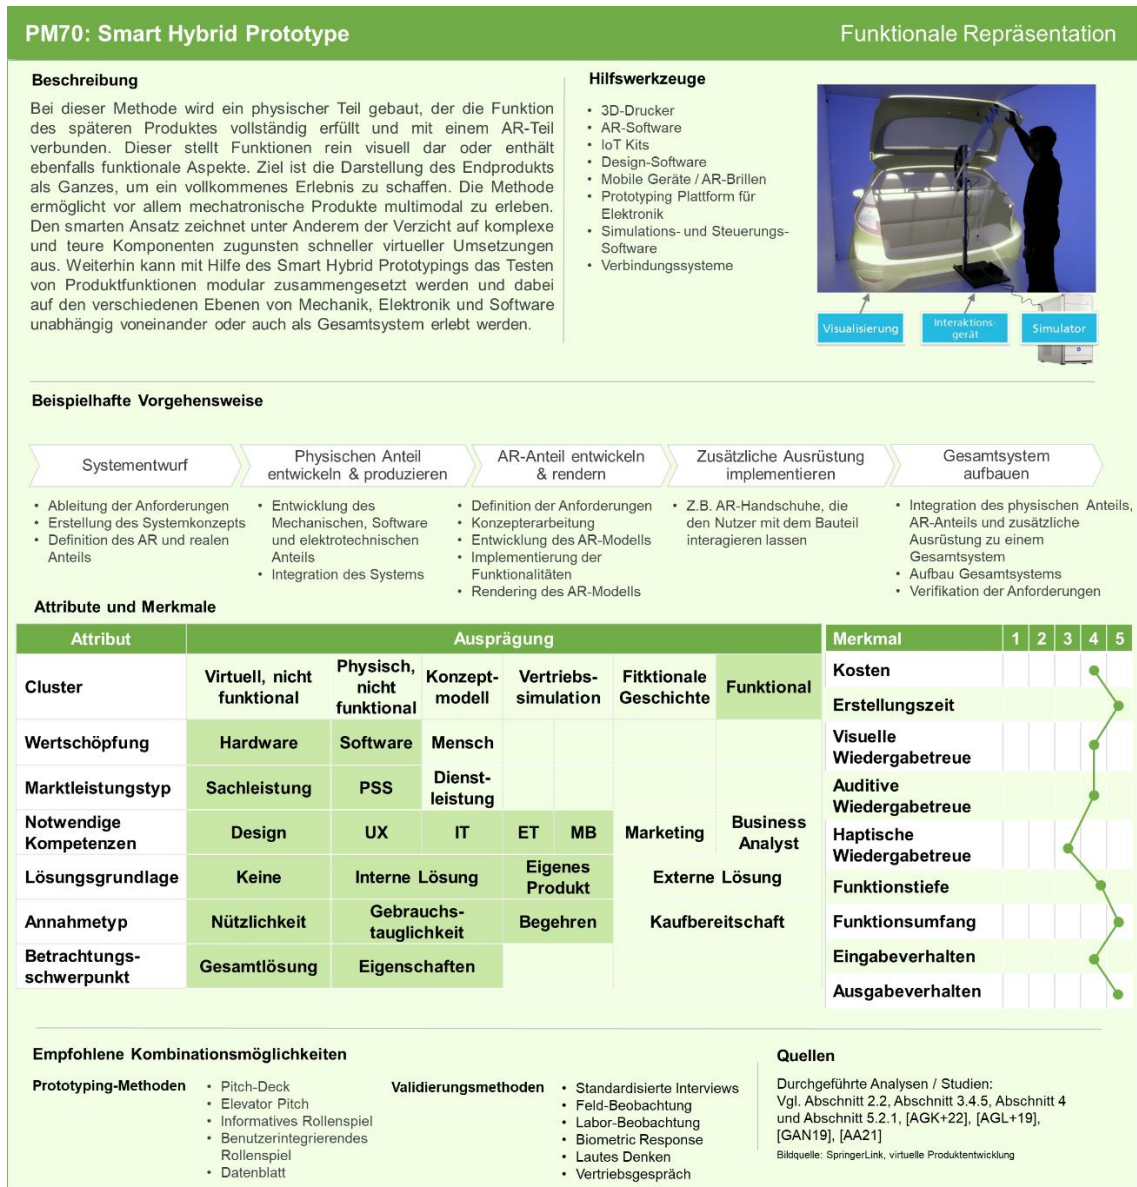 PM70: Smart Hybrid Prototype
Funktionale Repräsentation
Beschreibung
Bei dieser Methode wird ein physischer Teil gebaut, der die Funktion
des späteren Produktes vollständig erfüllt und mit einem AR-Teil
verbunden. Dieser stellt Funktionen rein visuell dar oder enthält
ebenfalls funktionale Aspekte. Ziel ist die Darstellung des Endprodukts
als Ganzes, um ein vollkommenes Erlebnis zu schaffen. Die Methode
ermöglicht vor allem mechatronische Produkte multimodal zu erleben.
Den smarten Ansatz zeichnet unter Anderem der Verzicht auf komplexe
und teure Komponenten zugunsten schneller virtueller Umsetzungen
aus. Weiterhin kann mit Hilfe des Smart Hybrid Prototypings das Testen
von Produktfunktionen modular zusammengesetzt werden und dabei
auf den verschiedenen Ebenen von Mechanik, Elektronik und Software
unabhängig voneinander oder auch als Gesamtsystem erlebt werden.
Hilfswerkzeuge
• 3D-Drucker
• AR-Software
• IoT Kits
• Design-Software
• Mobile Geräte / AR-Brillen
• Prototyping Plattform für
Elektronik
• Simulations- und Steuerungs-
Software
• Verbindungssysteme
Visualisierung
Interaktions-
gerät
Simulator
Beispielhafte Vorgehensweise
Systementwurf
• Ableitung der Anforderungen
• Erstellung des Systemkonzepts
• Definition des AR und realen
Anteils
Physischen Anteil
entwickeln & produzieren
• Entwicklung des
Mechanischen, Software
und elektrotechnischen
Anteils
• Integration des Systems
AR-Anteil entwickeln
& rendern
• Definition der Anforderungen
• Konzepterarbeitung
• Entwicklung des AR-Modells
• Implementierung der
Funktionalitäten
• Rendering des AR-Modells
Zusätzliche Ausrüstung
implementieren
• Z.B. AR-Handschuhe, die
den Nutzer mit dem Bauteil
interagieren lassen
Gesamtsystem
aufbauen
• Integration des physischen Anteils,
AR-Anteils und zusätzliche
Ausrüstung zu einem
Gesamtsystem
• Aufbau Gesamtsystems
• Verifikation der Anforderungen
Attribute und Merkmale
Attribut Ausprägung
Cluster
Virtuell, nicht
funktional
Physisch,
nicht
funktional
Konzept-
modell
Vertriebs-
simulation
Fitktionale
Geschichte
Funktional
Wertschöpfung Hardware Software Mensch
Marktleistungstyp Sachleistung PSS Dienst-
leistung
Notwendige
Kompetenzen
Design UX IT ET MB Marketing Business
Analyst
Lösungsgrundlage Keine Interne Lösung Eigenes
Produkt
Externe Lösung
Annahmetyp Nützlichkeit Gebrauchs-
tauglichkeit
Begehren Kaufbereitschaft
Betrachtungs-
schwerpunkt
Gesamtlösung Eigenschaften
Merkmal 1 2 3 4 5
Kosten
Erstellungszeit
Visuelle
Wiedergabetreue
Auditive
Wiedergabetreue
Haptische
Wiedergabetreue
Funktionstiefe
Funktionsumfang
Eingabeverhalten
Ausgabeverhalten
Empfohlene Kombinationsmöglichkeiten
Prototyping-Methoden
• Pitch-Deck
• Elevator Pitch
• Informatives Rollenspiel
• Benutzerintegrierendes
Rollenspiel
• Datenblatt
Validierungsmethoden
• Standardisierte Interviews
• Feld-Beobachtung
• Labor-Beobachtung
• Biometric Response
• Lautes Denken
• Vertriebsgespräch
Quellen
Durchgeführte Analysen / Studien:
Vgl. Abschnitt 2.2, Abschnitt 3.4.5, Abschnitt 4
und Abschnitt 5.2.1, [AGK+22], [AGL+19],
[GAN19], [AA21]
Bildquelle: SpringerLink, virtuelle Produktentwicklung